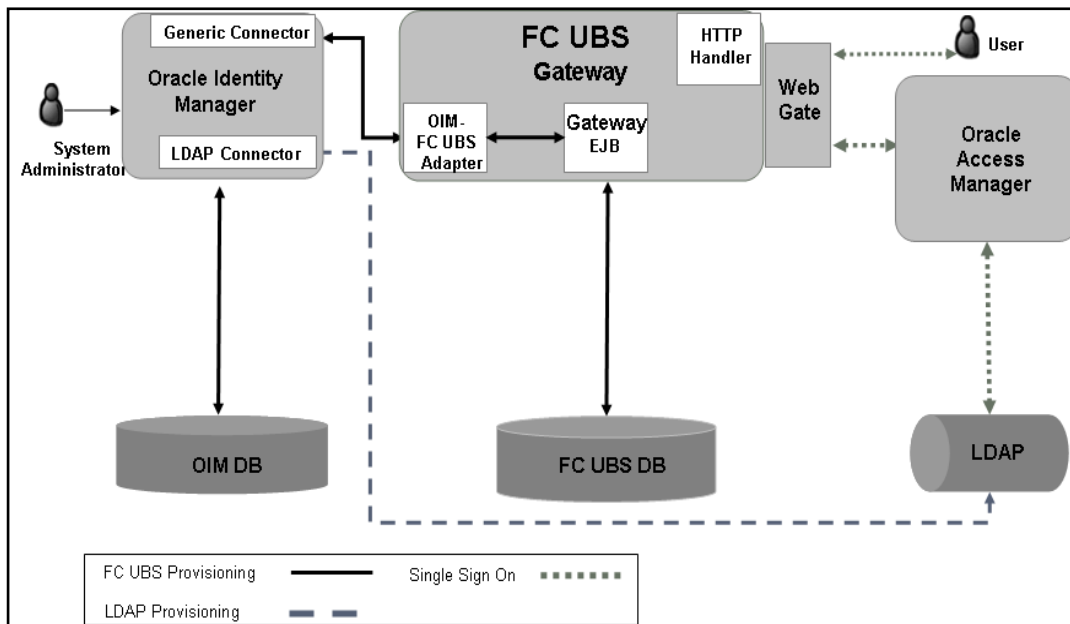 Generic Connector
Oracle Identity
Manager
LDAP Connector
System
Administrator
FC UBS
Gateway
HTTP
Handler
OIM -
FC UBS
Adapter
Gateway
EJB
Web
Gate
User
Oracle
Access
Manager
OIM DB
FC UBS DB
LDAP
FC UBS Provisioning
Single Sign On
LDAP Provisioning